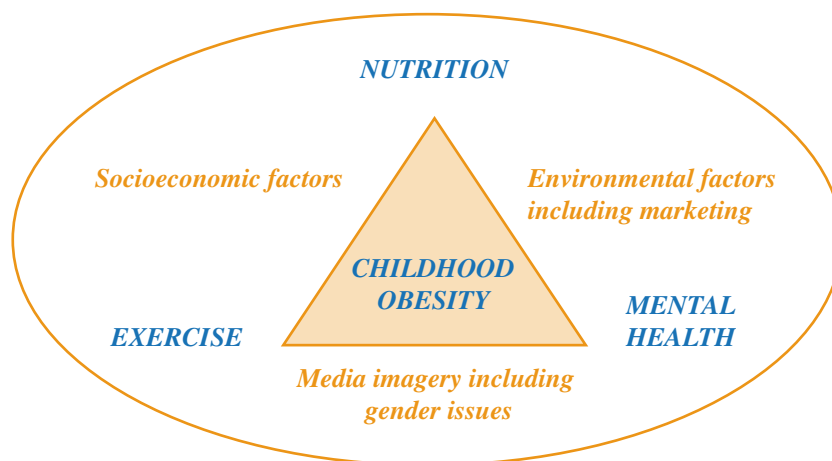 NUTRITION
Socioeconomic factors
Environmental factors
including marketing
CHILDHOOD
OBESITY
EXERCISE
MENTAL
HEALTH
Media imagery including
gender issues